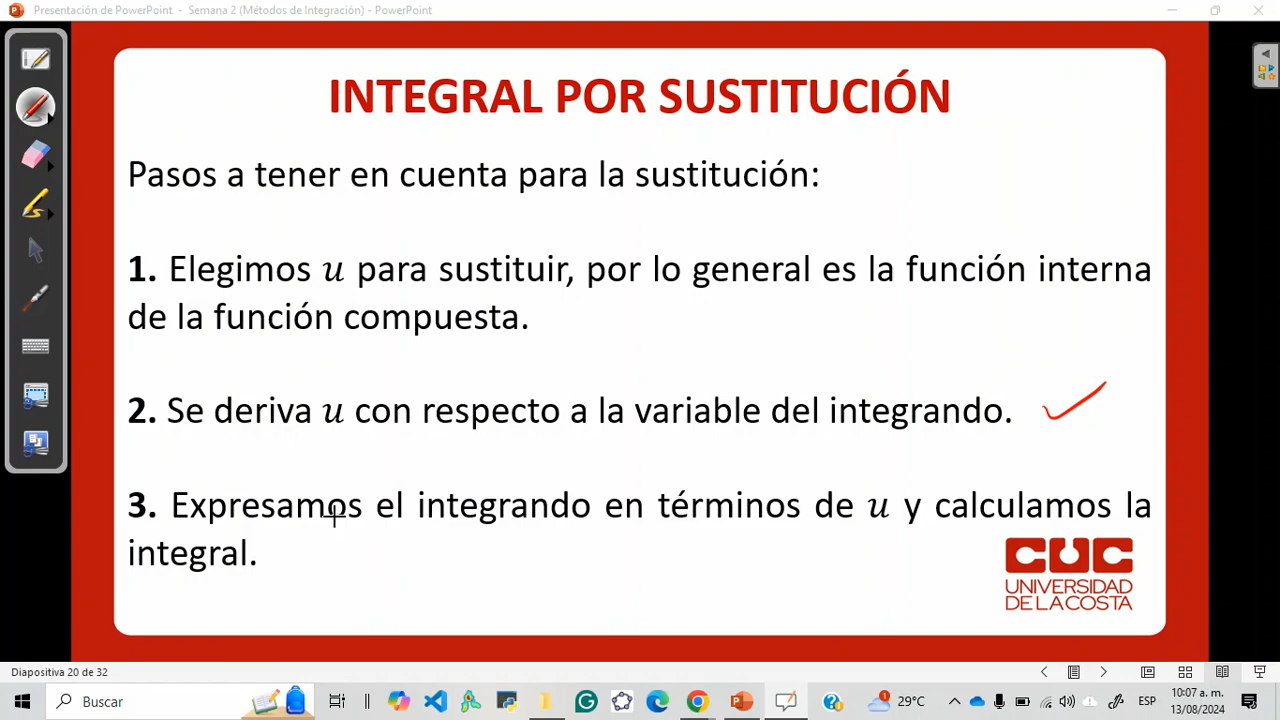 Presentación de PowerPoint - Semana 2 (Métodos de Integración) - PowerPoint
INTEGRAL POR SUSTITUCIÓN
Pasos a tener en cuenta para la sustitución:
1. Elegimos u para sustituir, por lo general es la función interna
de la función compuesta.
2. Se deriva u con respecto a la variable del integrando.
3. Expresamos el integrando en términos de u y calculamos la
integral.
CUC
UNIVERSIDAD
DE LA COSTA
Diapositiva 20 de 32
Buscar
29°C
ESP
10:07 a. m.
13/08/2024